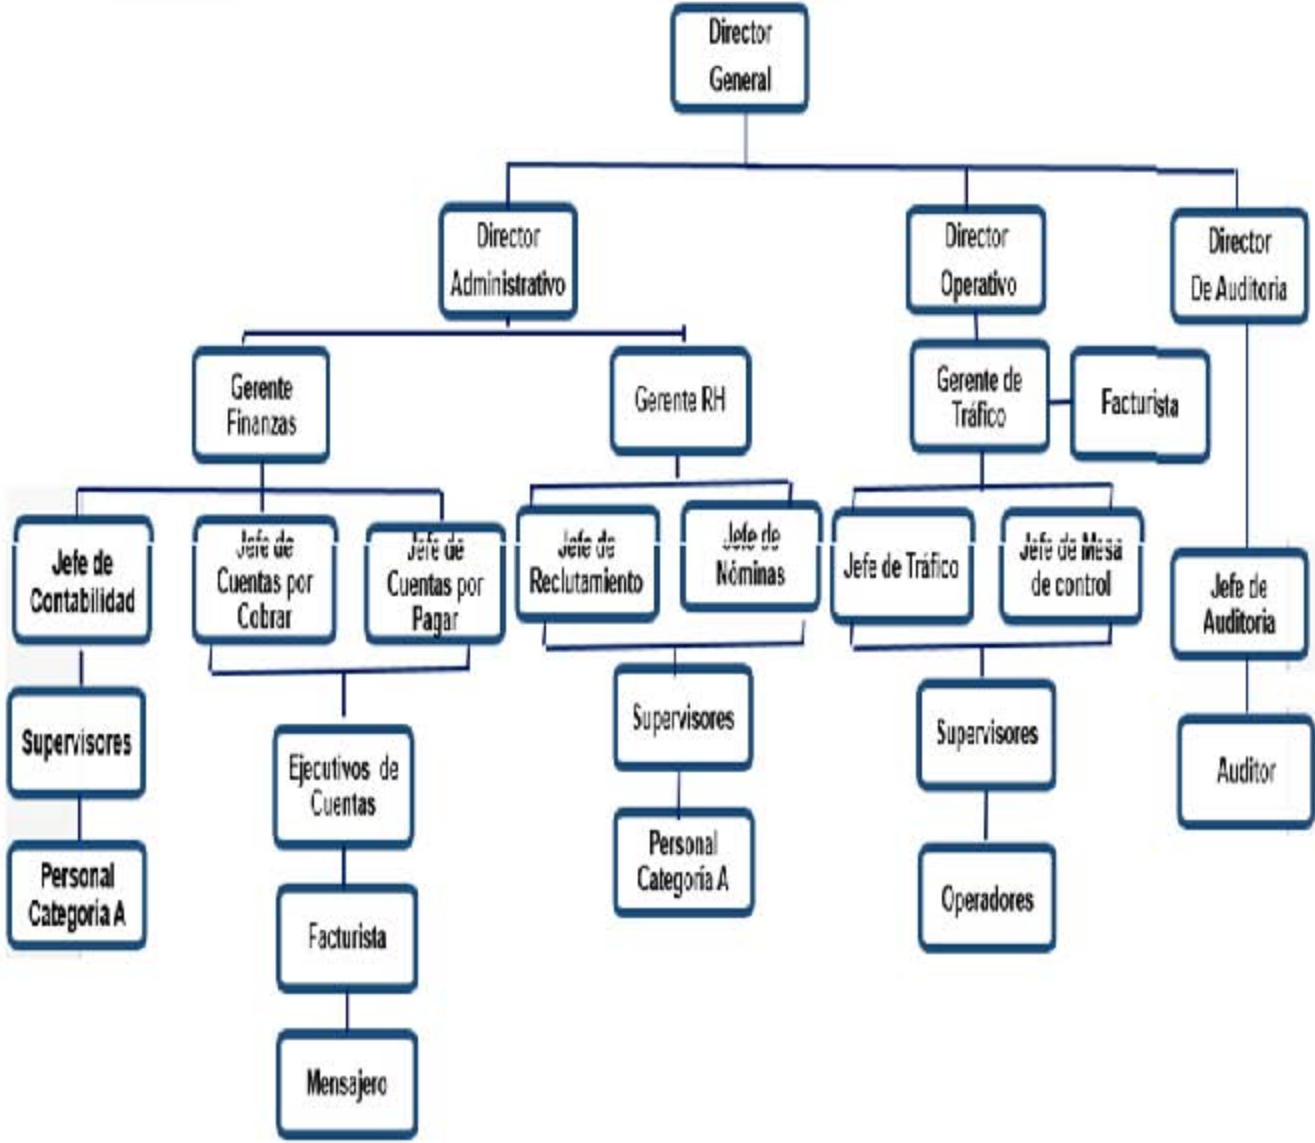 Director
General
Director
Administrativo
Director
Operativo
Director
De Auditoria
Gerente
Finanzas
Gerente RH
Gerente de
Tráfico
Facturista
Jefe de
Contabilidad
Jefe de
Cuentas por
Cobrar
Jefe de
Cuentas por
Pagar
Jefe de
Reclutamiento
Jefe de
Nóminas
Jefe de Tráfico
Jefe de Mesa
de control
Jefe de
Auditoria
Supervisores
Ejecutivos de
Cuentas
Supervisores
Supervisores
Auditor
Personal
Categoria A
Facturista
Personal
Categoría A
Operadores
Mensajero